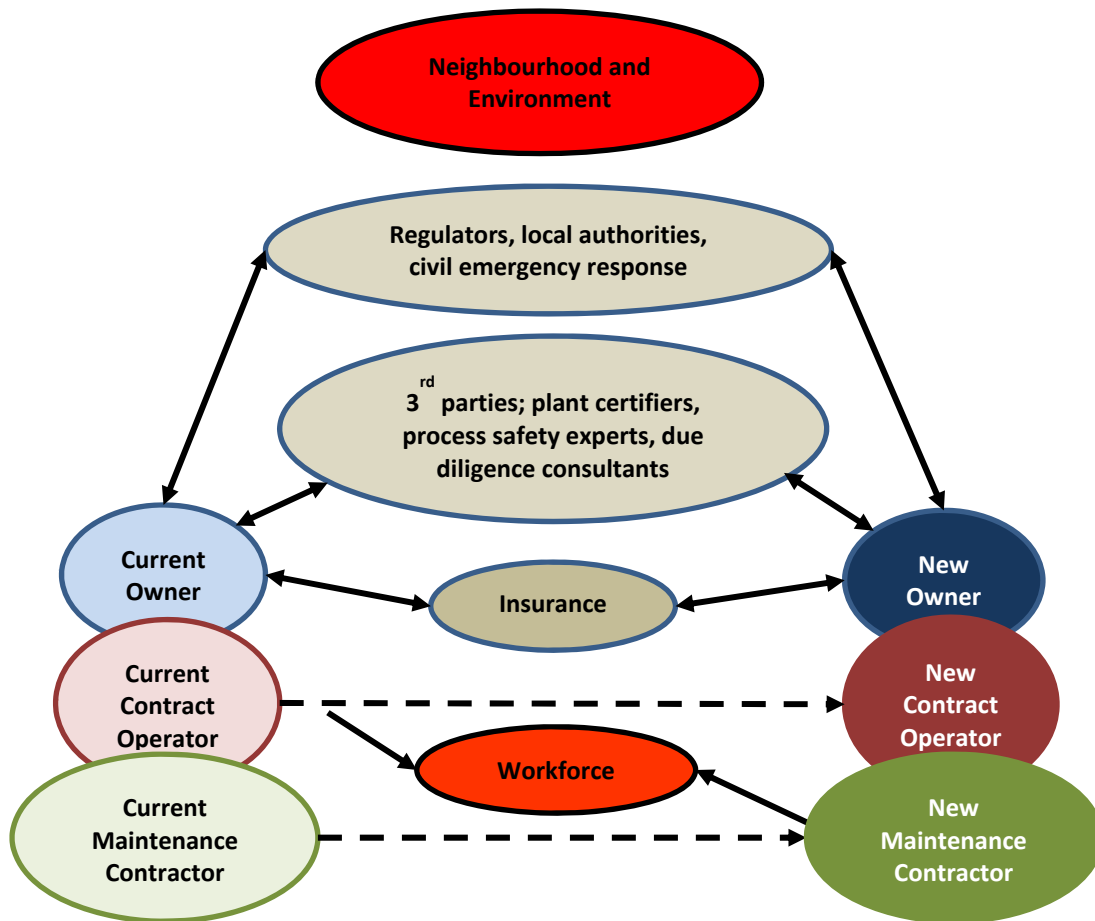 Neighbourhood and
Environment
Regulators, local authorities,
civil emergency response
3rd parties; plant certifiers,
process safety experts, due
diligence consultants
Current
Owner
Insurance
New
Owner
Current
Contract
Operator
New
Contract
Operator
Workforce
Current
Maintenance
Contractor
New
Maintenance
Contractor